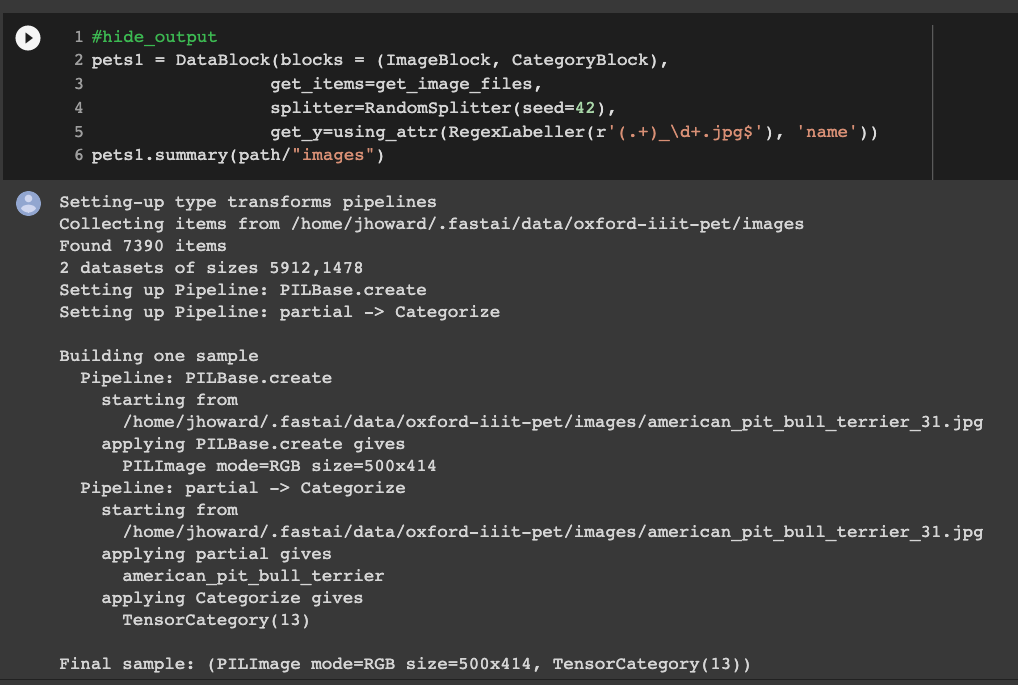 1 #hide_output
2 pets1 = DataBlock(blocks = (ImageBlock, CategoryBlock),
3                  get_items=get_image_files,
4                  splitter=RandomSplitter(seed=42),
5                  get_y=using_attr(RegexLabeller(r'(.+)_\d+.jpg$'), 'name'))
6 pets1.summary(path/"images")
Setting-up type transforms pipelines
Collecting items from /home/jhoward/.fastai/data/oxford-iiit-pet/images
Found 7390 items
2 datasets of sizes 5912,1478
Setting up Pipeline: PILBase.create
Setting up Pipeline: partial -> Categorize

Building one sample
  Pipeline: PILBase.create
    starting from
      /home/jhoward/.fastai/data/oxford-iiit-pet/images/american_pit_bull_terrier_31.jpg
    applying PILBase.create gives
      PILImage mode=RGB size=500x414
  Pipeline: partial -> Categorize
    starting from
      /home/jhoward/.fastai/data/oxford-iiit-pet/images/american_pit_bull_terrier_31.jpg
    applying partial gives
      american_pit_bull_terrier
    applying Categorize gives
      TensorCategory(13)

Final sample: (PILImage mode=RGB size=500x414, TensorCategory(13))